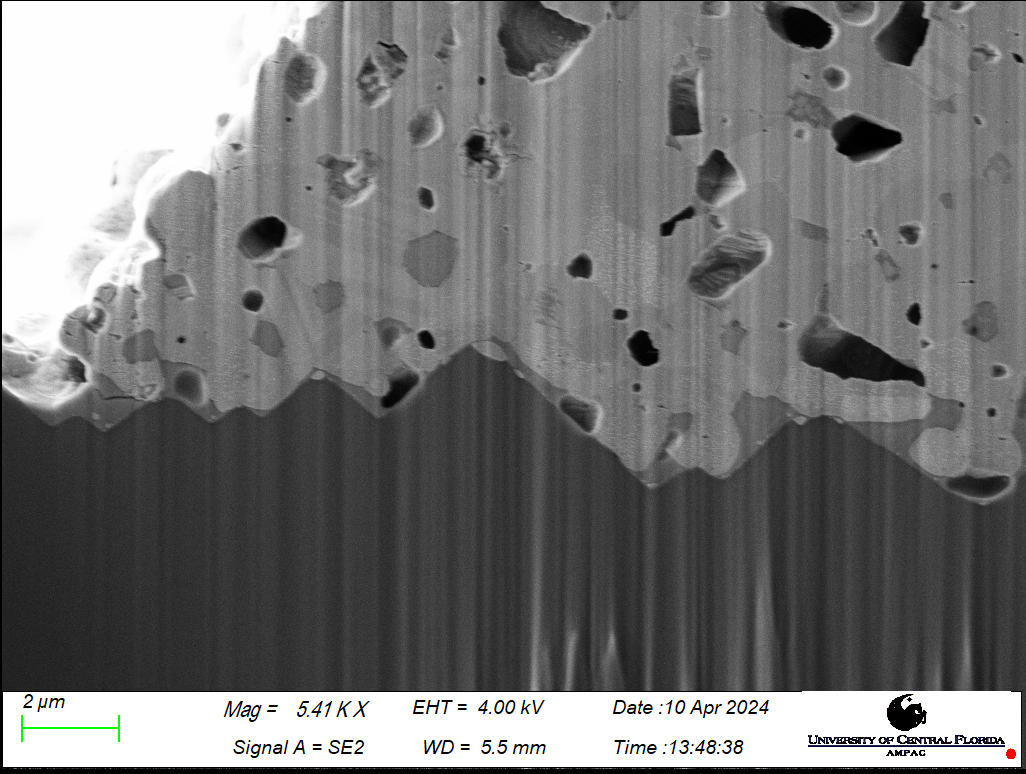 2 µm
Mag = 5.41 K X
EHT = 4.00 kV
Date :10 Apr 2024
Signal A = SE2
WD = 5.5 mm
Time :13:48:38
UNIVERSITY OF CENTRAL FLORIDA
AMPAC